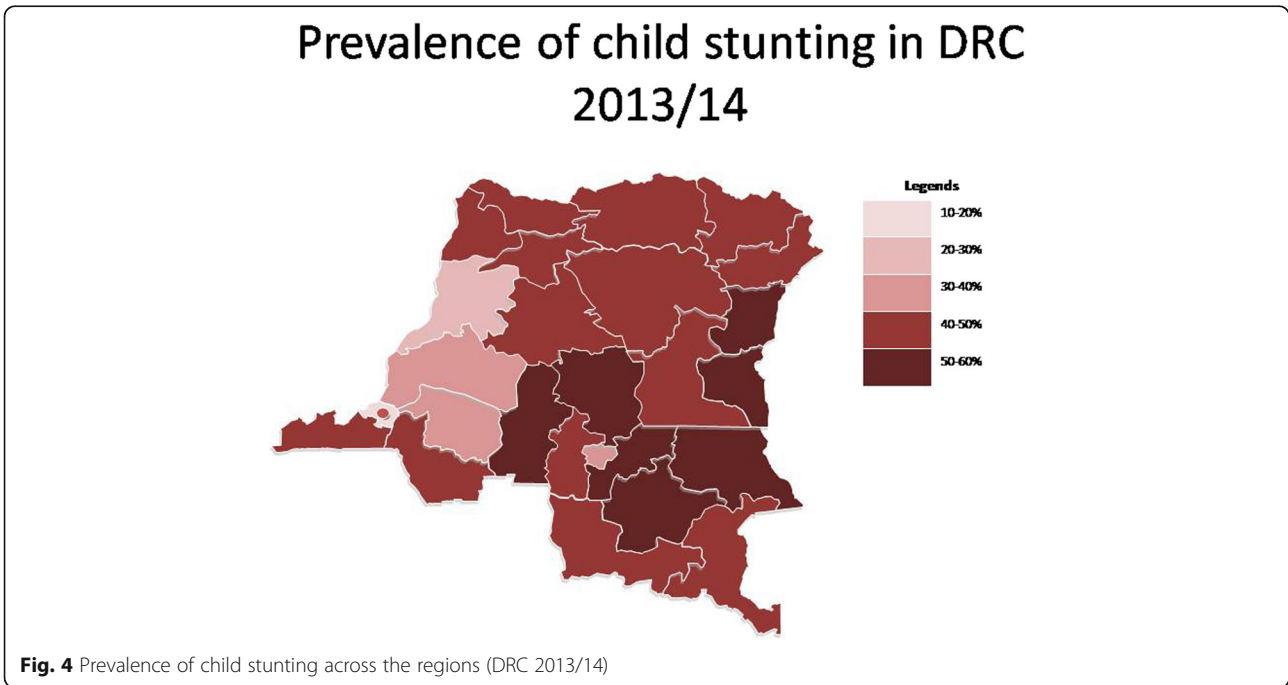 Prevalence of child stunting in DRC
2013/14
Legends
10-20%
20-30%
30-40%
40-50%
50-60%
Fig. 4 Prevalence of child stunting across the regions (DRC 2013/14)